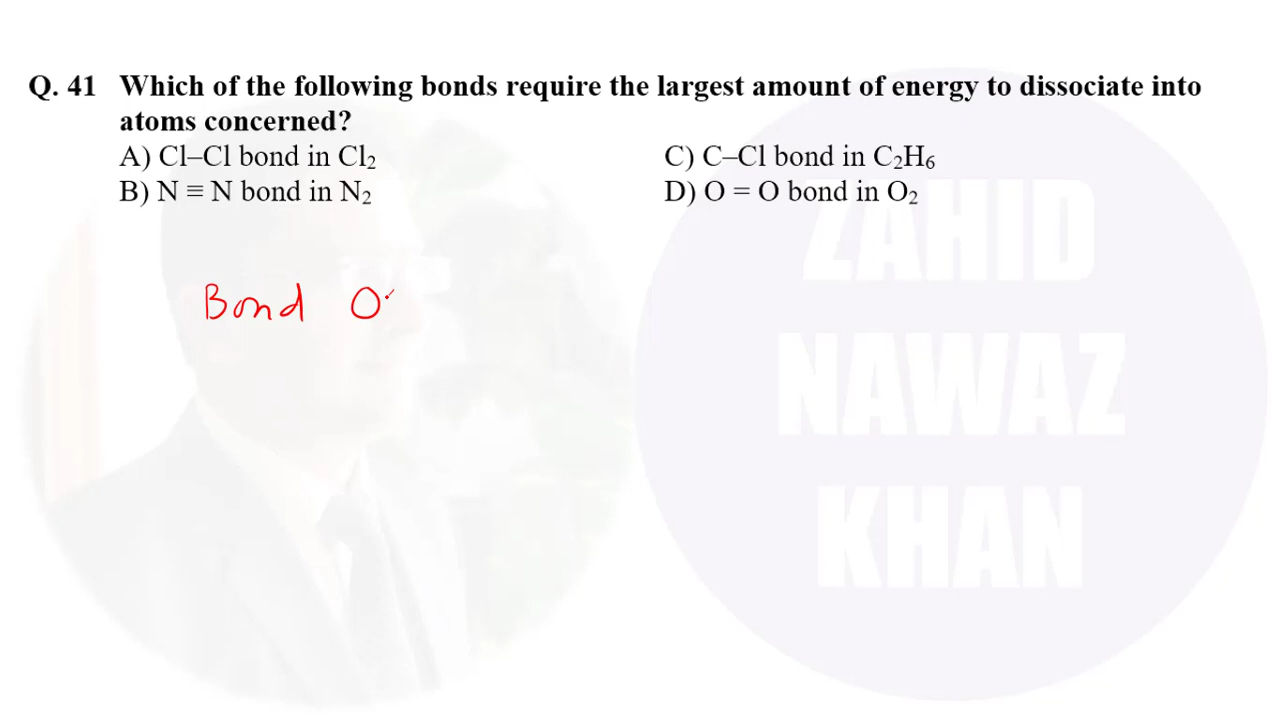 Q. 41 Which of the following bonds require the largest amount of energy to dissociate into
atoms concerned?
A) Cl–Cl bond in Cl₂
C) C–Cl bond in C₂H₆
B) N ≡ N bond in N₂
D) O = O bond in O₂
Bond O
ZAHID
NAWAZ
KHAN